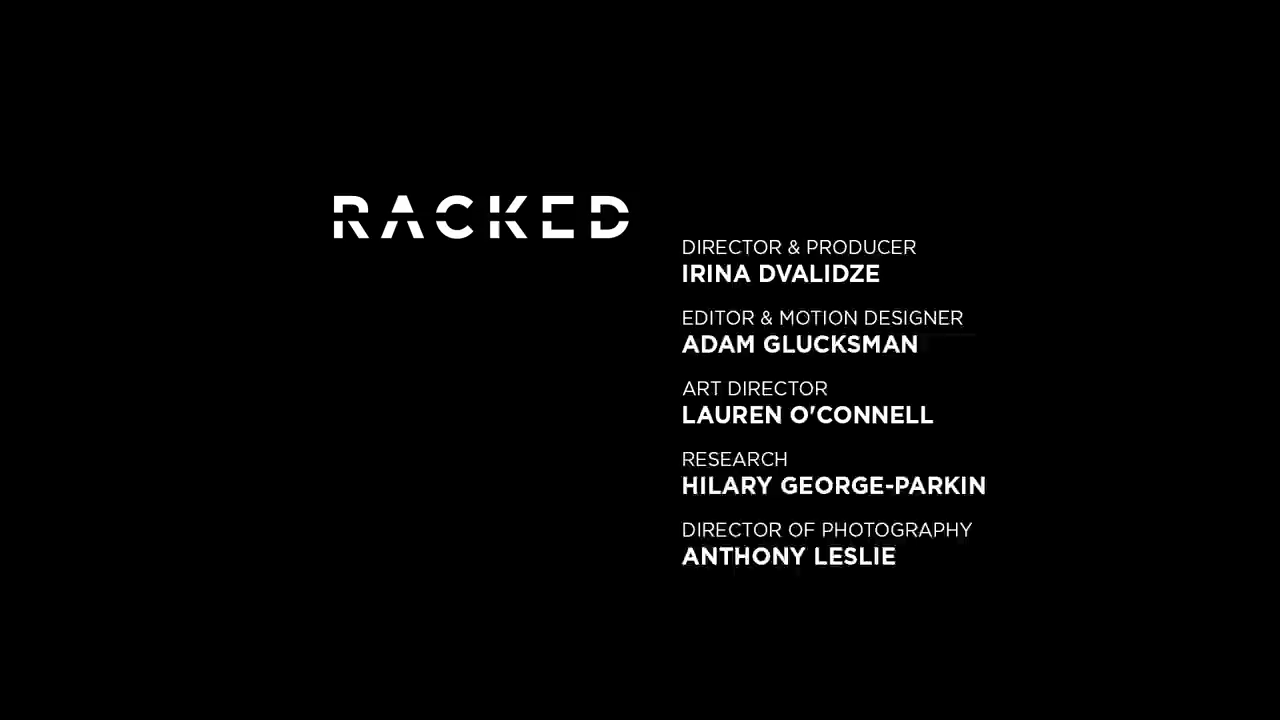 RACKED
DIRECTOR & PRODUCER
IRINA DVALIDZE
EDITOR & MOTION DESIGNER
ADAM GLUCKSMAN
ART DIRECTOR
LAUREN O'CONNELL
RESEARCH
HILARY GEORGE-PARKIN
DIRECTOR OF PHOTOGRAPHY
ANTHONY LESLIE